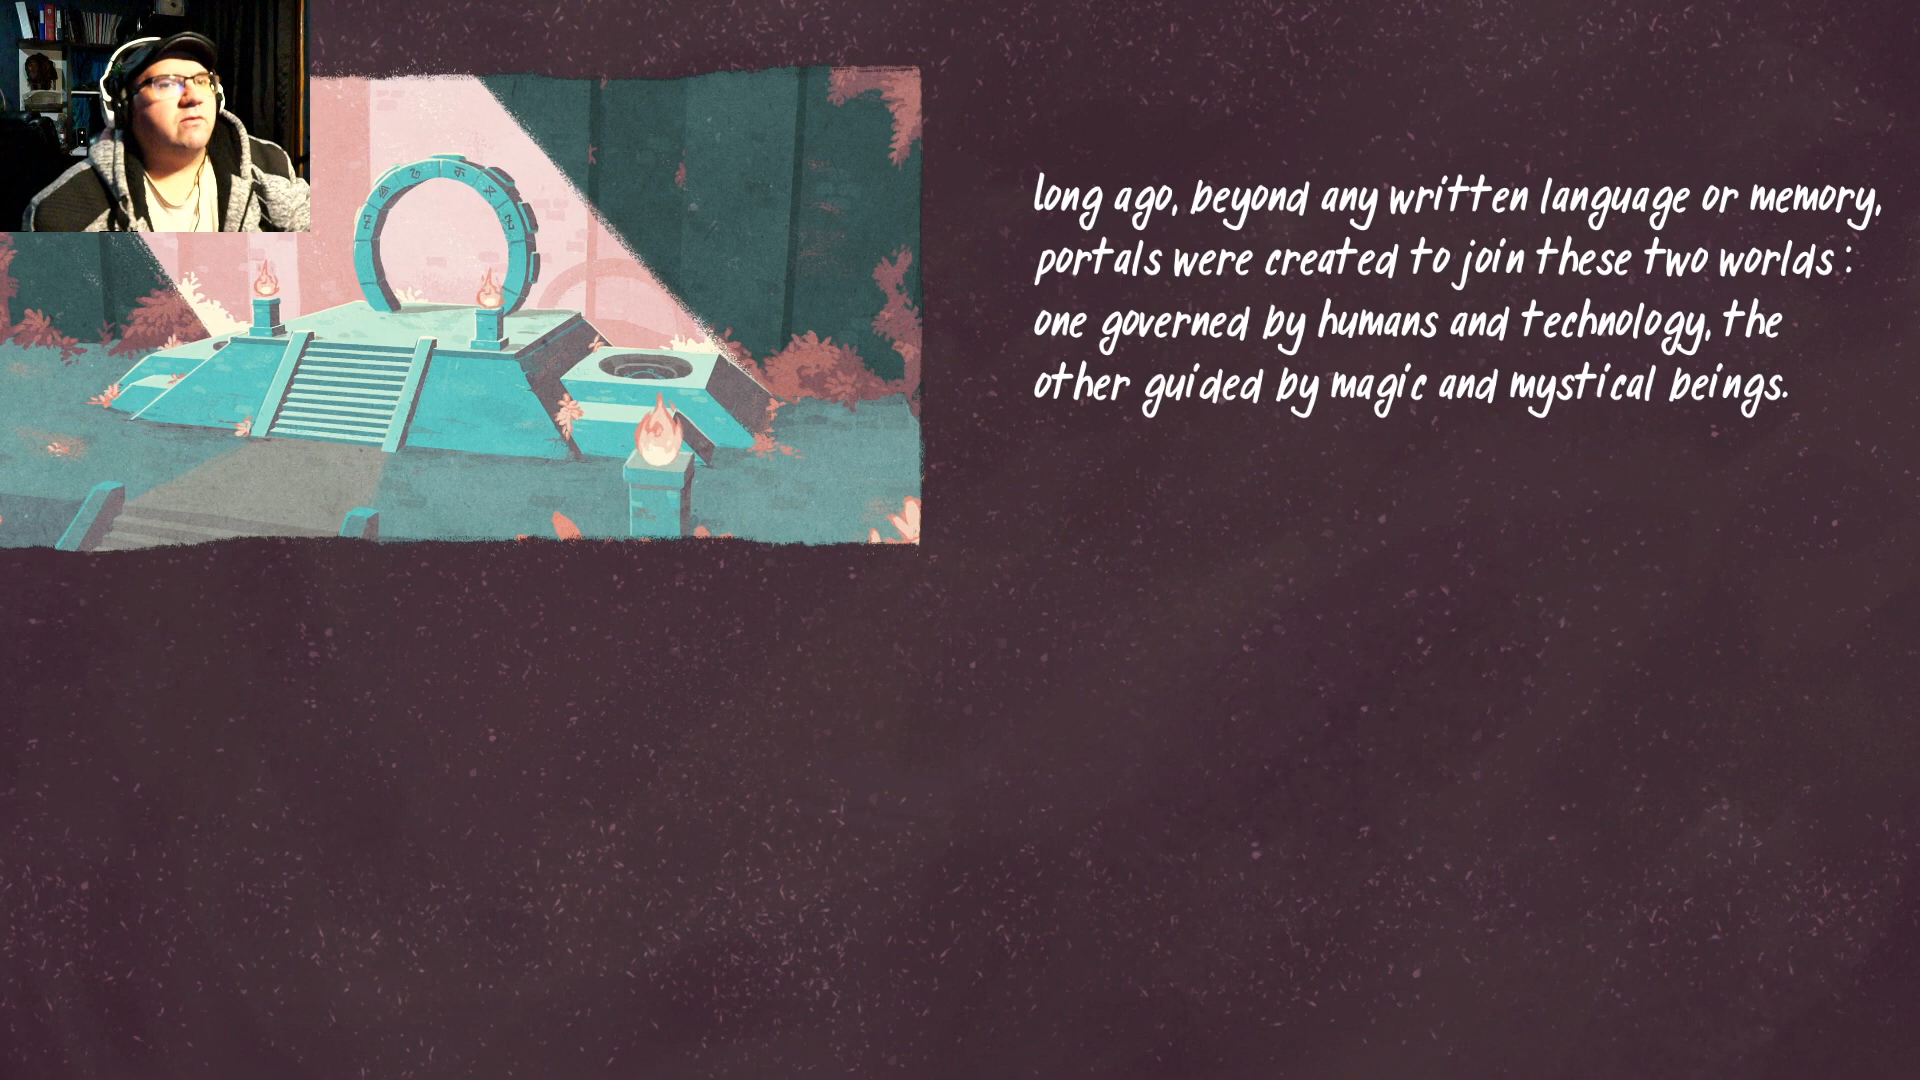 long ago, beyond any written language or memory,
portals were created to join these two worlds :
one governed by humans and technology, the
other guided by magic and mystical beings.